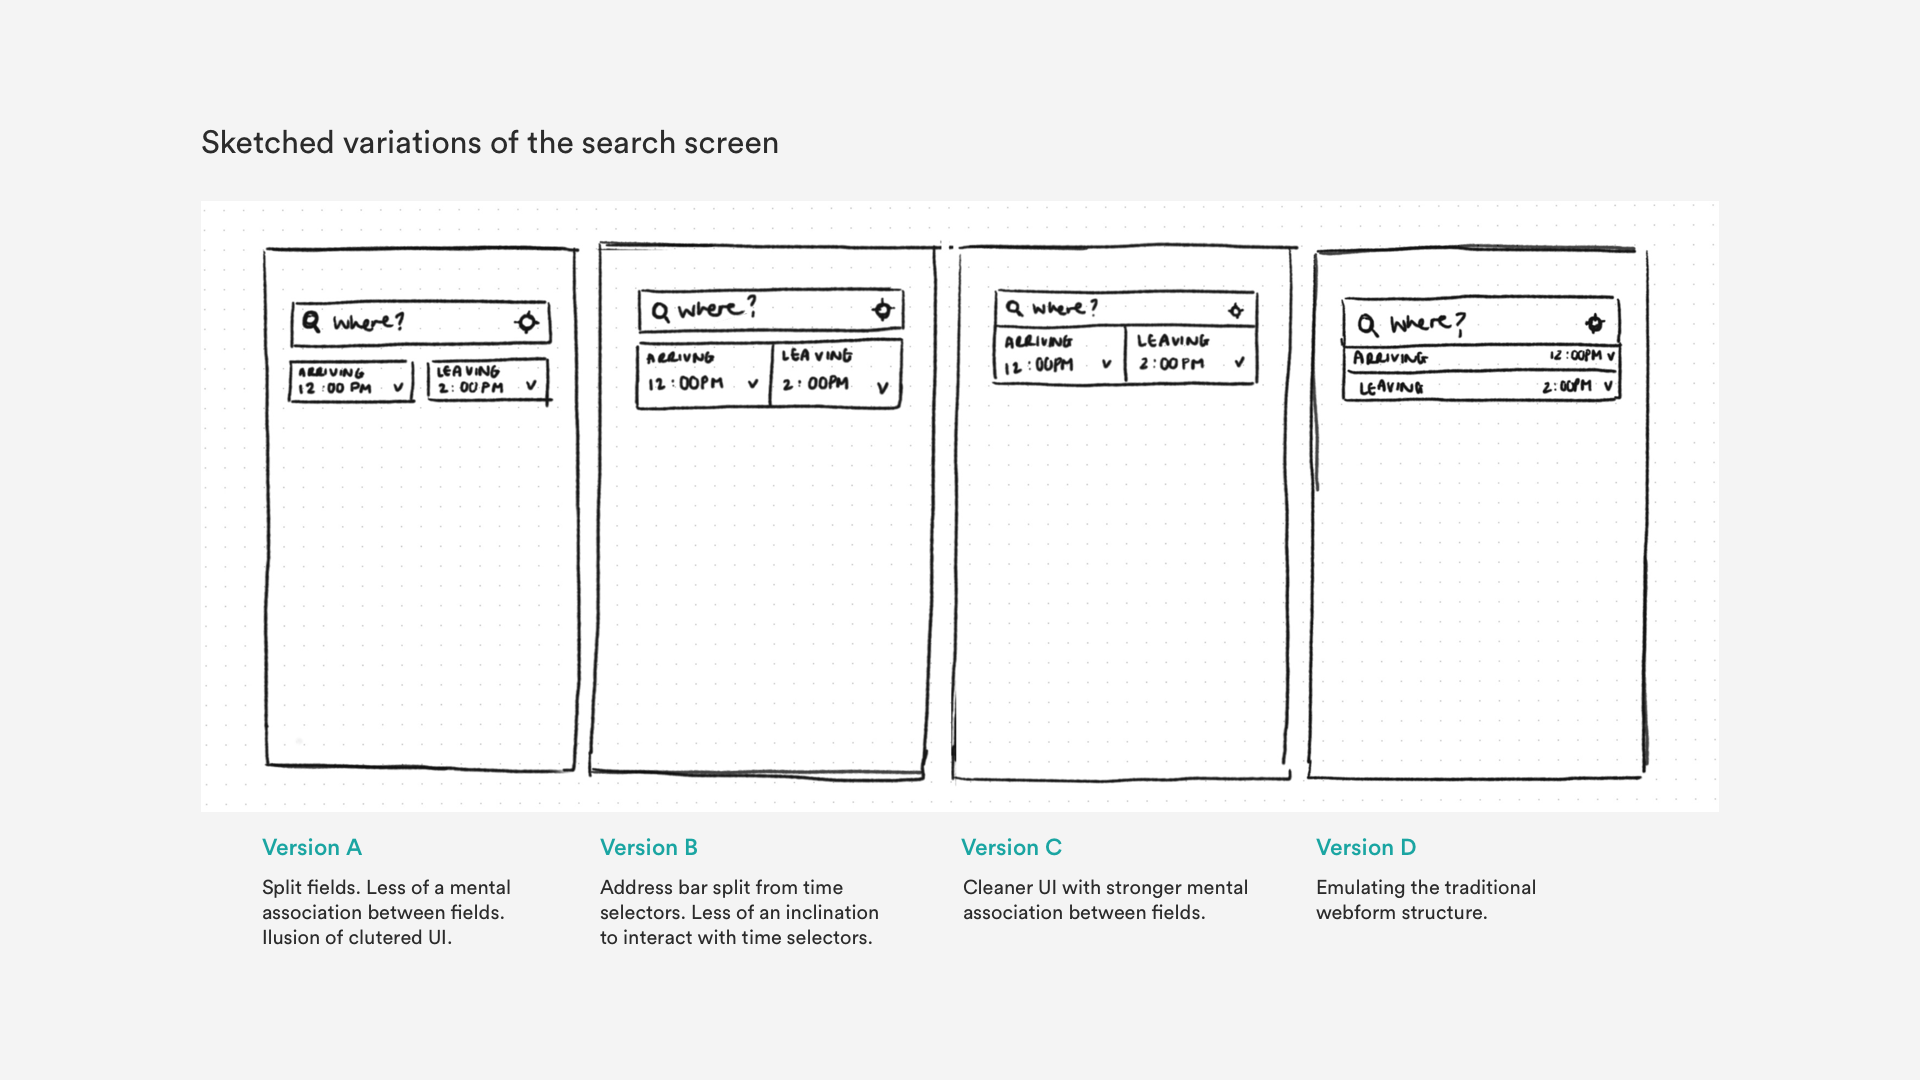 Sketched variations of the search screen
Where?
ARRIVING
12:00 PM v
LEAVING
2:00PM v
Where?
ARRIVNG
12:00PM v
LEAVING
2:00PM v
Where?
ARRIVING
12:00PM v
LEAVING
2:00PM v
Where?
ARRIVING 12:00PM v
LEAVING 2:00PM v
Version A
Split fields. Less of a mental
association between fields.
Ilusion of clutered UI.
Version B
Address bar split from time
selectors. Less of an inclination
to interact with time selectors.
Version C
Cleaner UI with stronger mental
association between fields.
Version D
Emulating the traditional
webform structure.